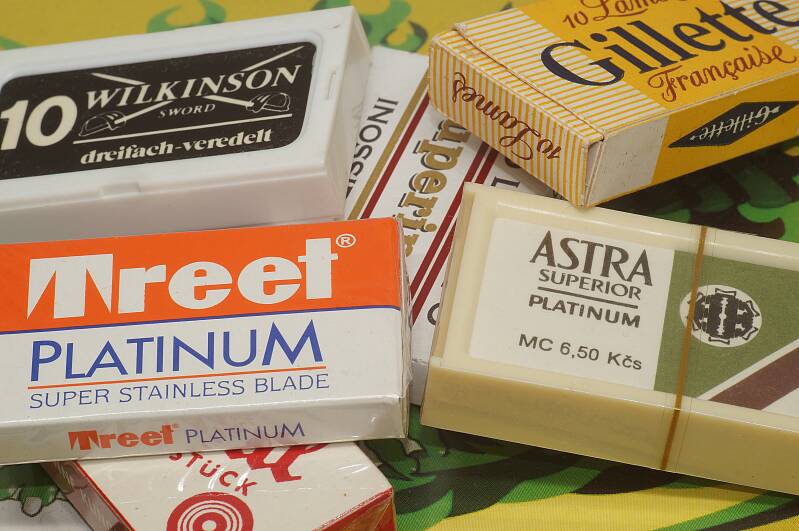 10 WILKINSON
SWORD
dreifach-veredelt
10 Lames
Gillette
Française
Gillette
10 Lames
Treet®
PLATINUM
SUPER STAINLESS BLADE
Treet® PLATINUM
ASTRA
SUPERIOR
PLATINUM
MC 6,50 Kčs
STÜCK